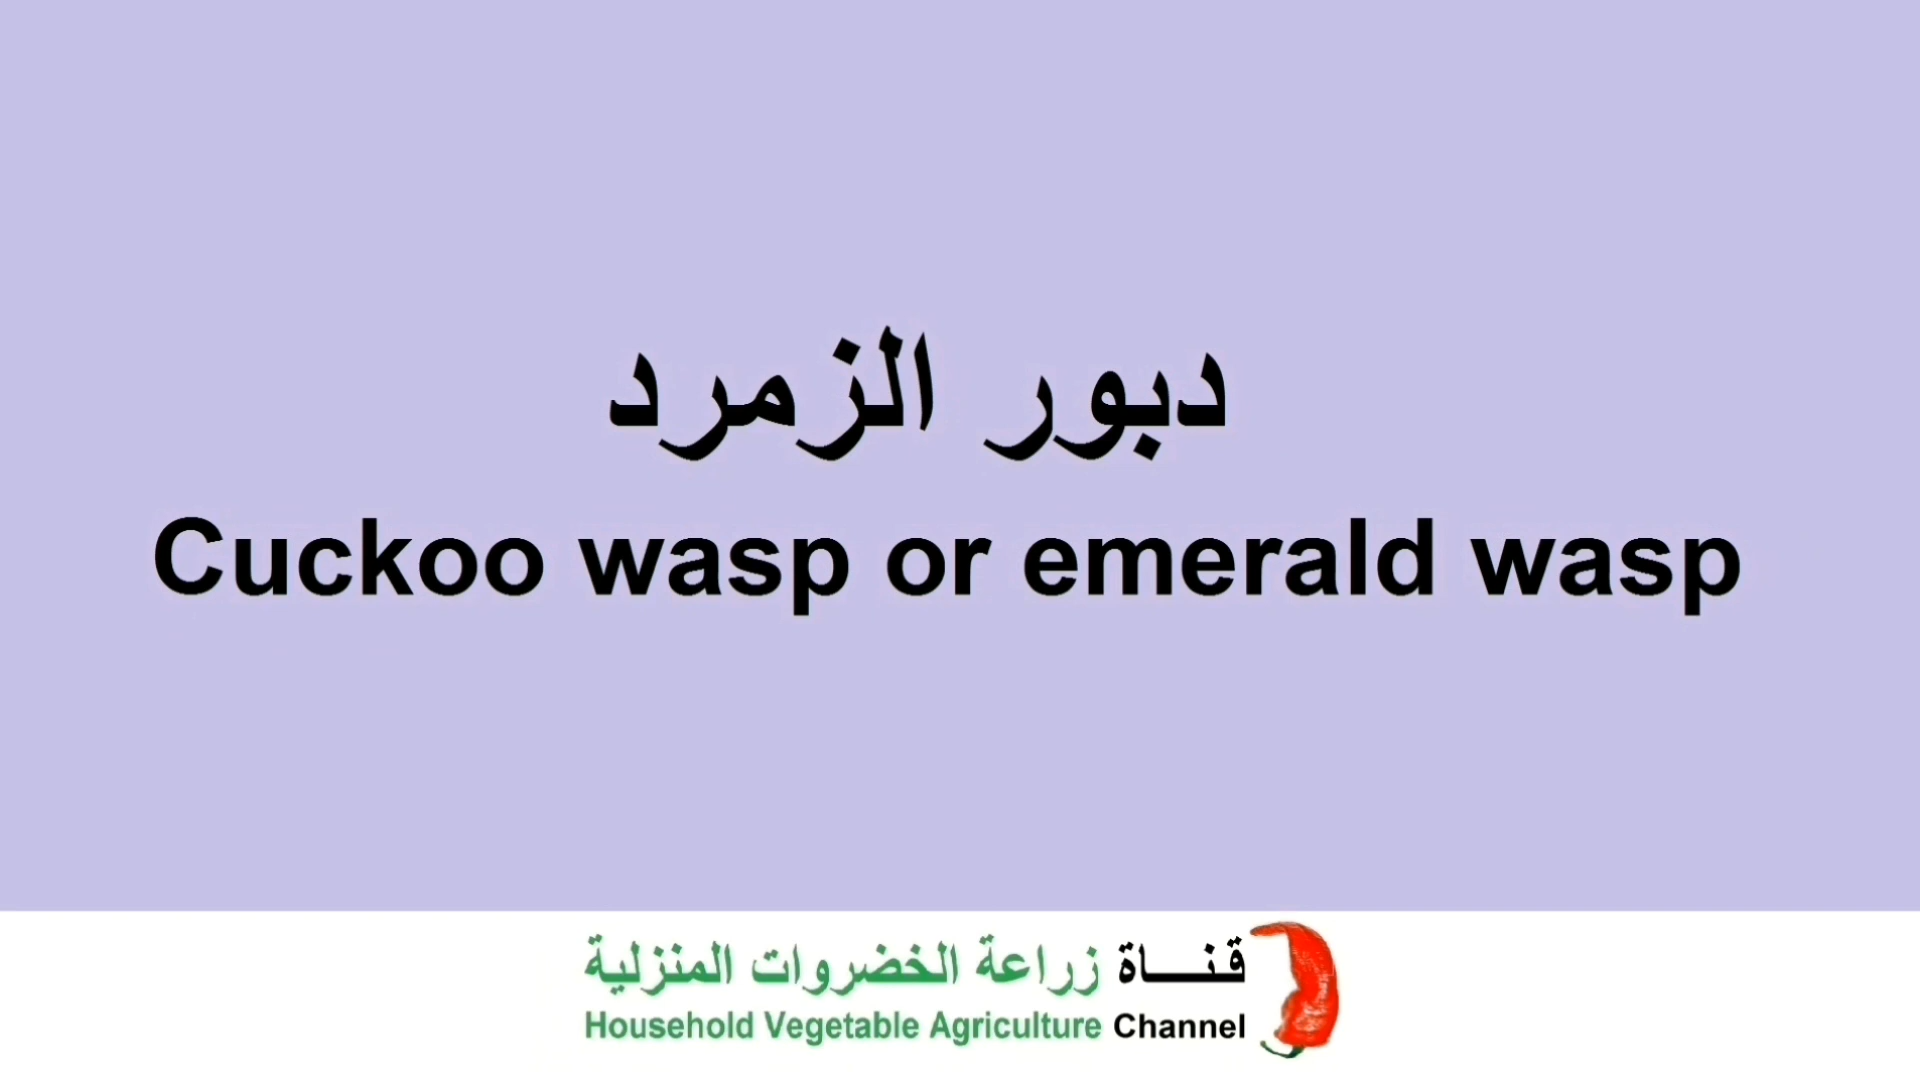 دبور الزمرد
Cuckoo wasp or emerald wasp
قنـــاة زراعة الخضروات المنزلية
Household Vegetable Agriculture Channel